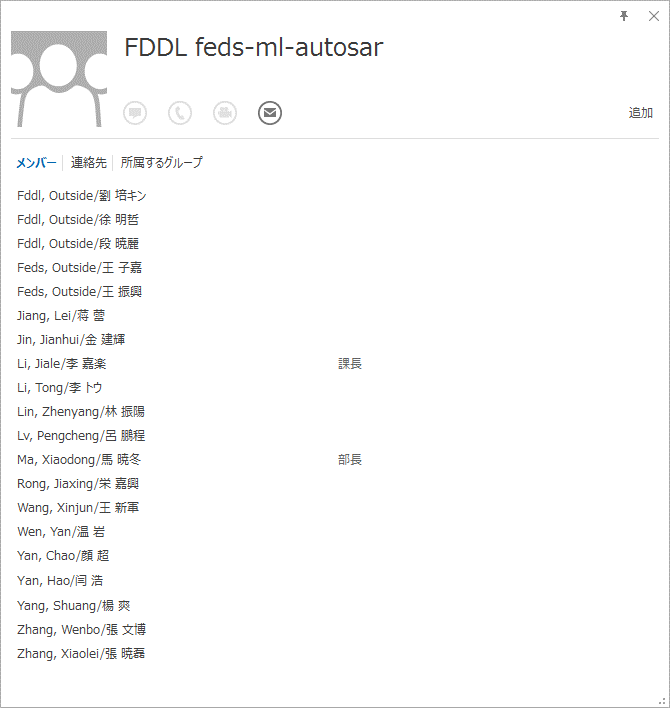 FDDL feds-ml-autosar
追加
メンバー 連絡先 所属するグループ
Fddl, Outside/劉 培キン
Fddl, Outside/徐 明哲
Fddl, Outside/段 暁麗
Feds, Outside/王 子嘉
Feds, Outside/王 振興
Jiang, Lei/蒋 蕾
Jin, Jianhui/金 建輝
Li, Jiale/李 嘉楽 課長
Li, Tong/李 トウ
Lin, Zhenyang/林 振陽
Lv, Pengcheng/呂 鵬程
Ma, Xiaodong/馬 暁冬 部長
Rong, Jiaxing/栄 嘉興
Wang, Xinjun/王 新軍
Wen, Yan/温 岩
Yan, Chao/顔 超
Yan, Hao/闫 浩
Yang, Shuang/楊 爽
Zhang, Wenbo/張 文博
Zhang, Xiaolei/張 暁磊